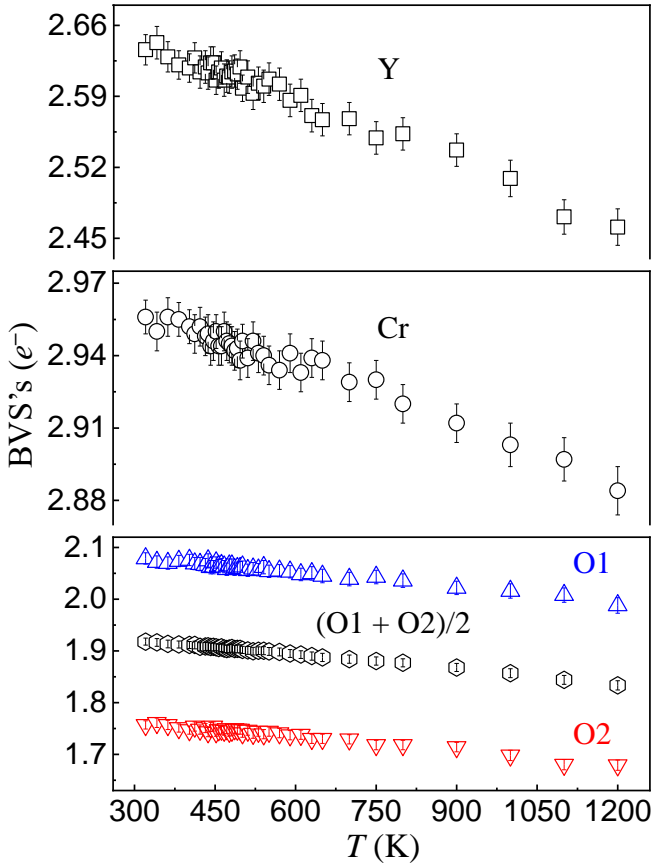 2.66
2.59
2.52
2.45
Y
2.97
2.94
2.91
2.88
Cr
BVS's (e⁻)
2.1
2.0
1.9
1.8
1.7
O1
(O1 + O2)/2
O2
300 450 600 750 900 1050 1200
T (K)